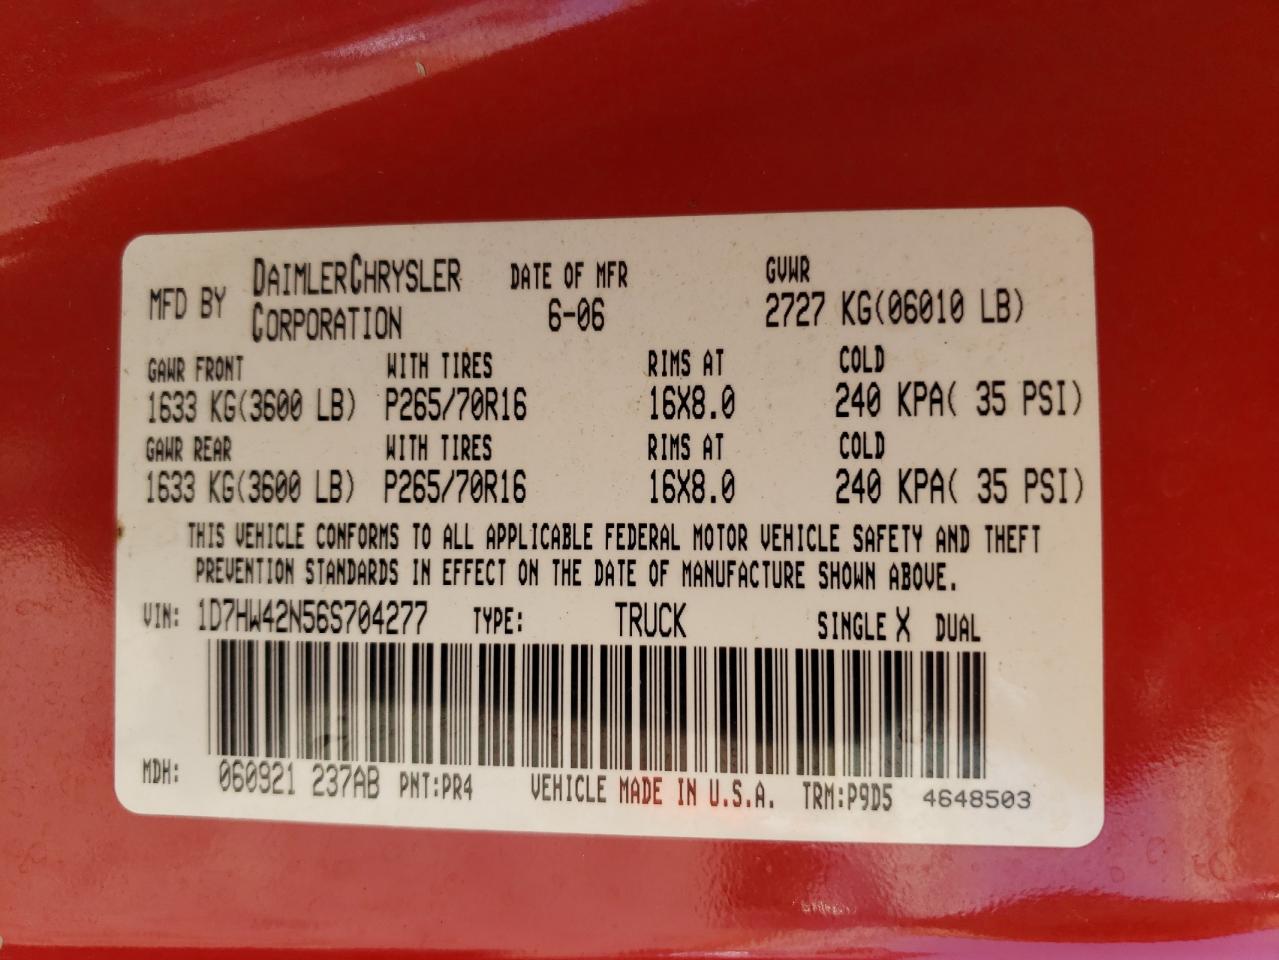 MFD BY DAIMLERCHRYSLER CORPORATION DATE OF MFR 6-06 GVWR 2727 KG(06010 LB)
GAWR FRONT WITH TIRES RIMS AT COLD
1633 KG(3600 LB) P265/70R16 16X8.0 240 KPA( 35 PSI)
GAWR REAR WITH TIRES RIMS AT COLD
1633 KG(3600 LB) P265/70R16 16X8.0 240 KPA( 35 PSI)
THIS VEHICLE CONFORMS TO ALL APPLICABLE FEDERAL MOTOR VEHICLE SAFETY AND THEFT
PREVENTION STANDARDS IN EFFECT ON THE DATE OF MANUFACTURE SHOWN ABOVE.
VIN: 1D7HW42N56S704277 TYPE: TRUCK SINGLE X DUAL
MDH: 060921 237AB PNT:PR4 VEHICLE MADE IN U.S.A. TRM:P9D5 4648503